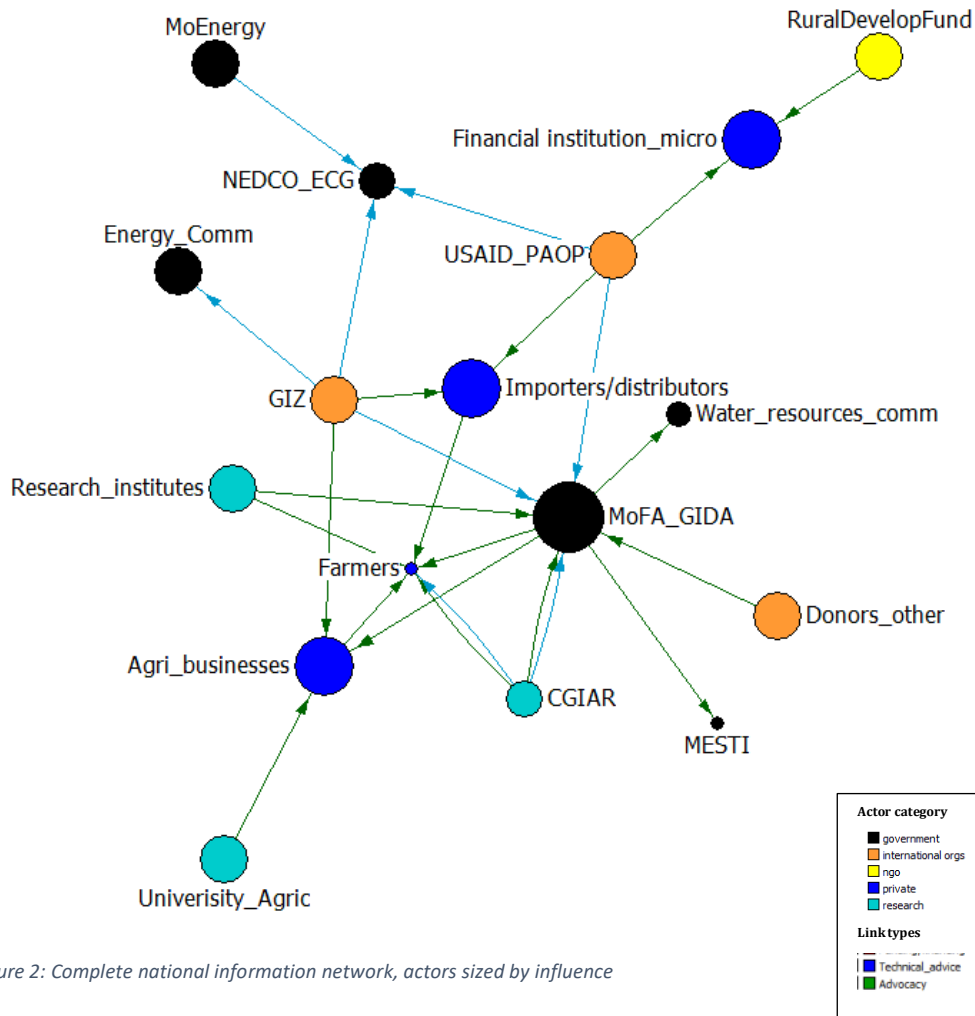 RuralDevelopFund
MoEnergy
Financial institution_micro
NEDCO_ECG
Energy_Comm
USAID_PAOP
Importers/distributors
GIZ
Water_resources_comm
Research_institutes
MoFA_GIDA
Farmers
Donors_other
Agri_businesses
CGIAR
MESTI
Univerisity_Agric
Actor category
government
international orgs
ngo
private
research
Link types
Technical_advice
Advocacy
ure 2: Complete national information network, actors sized by influence